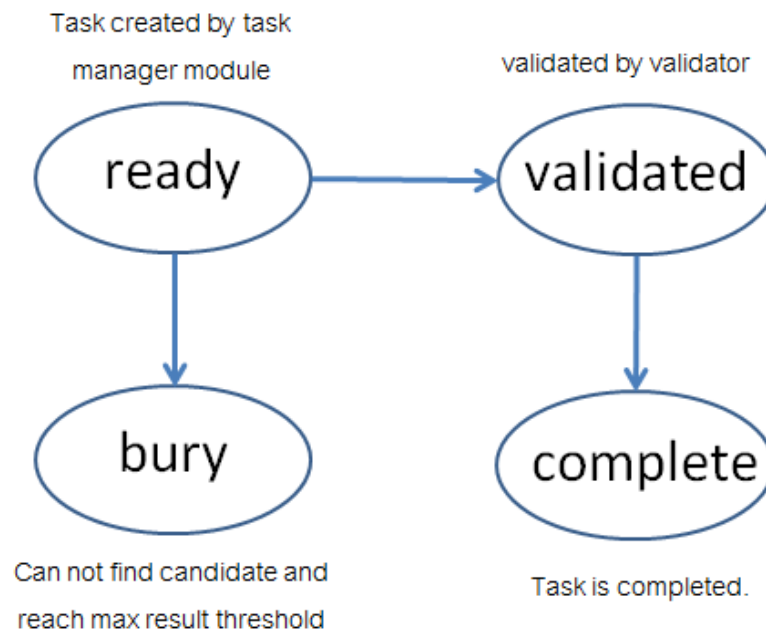 Task created by task
manager module
validated by validator
ready
validated
bury
complete
Can not find candidate and
reach max result threshold
Task is completed.